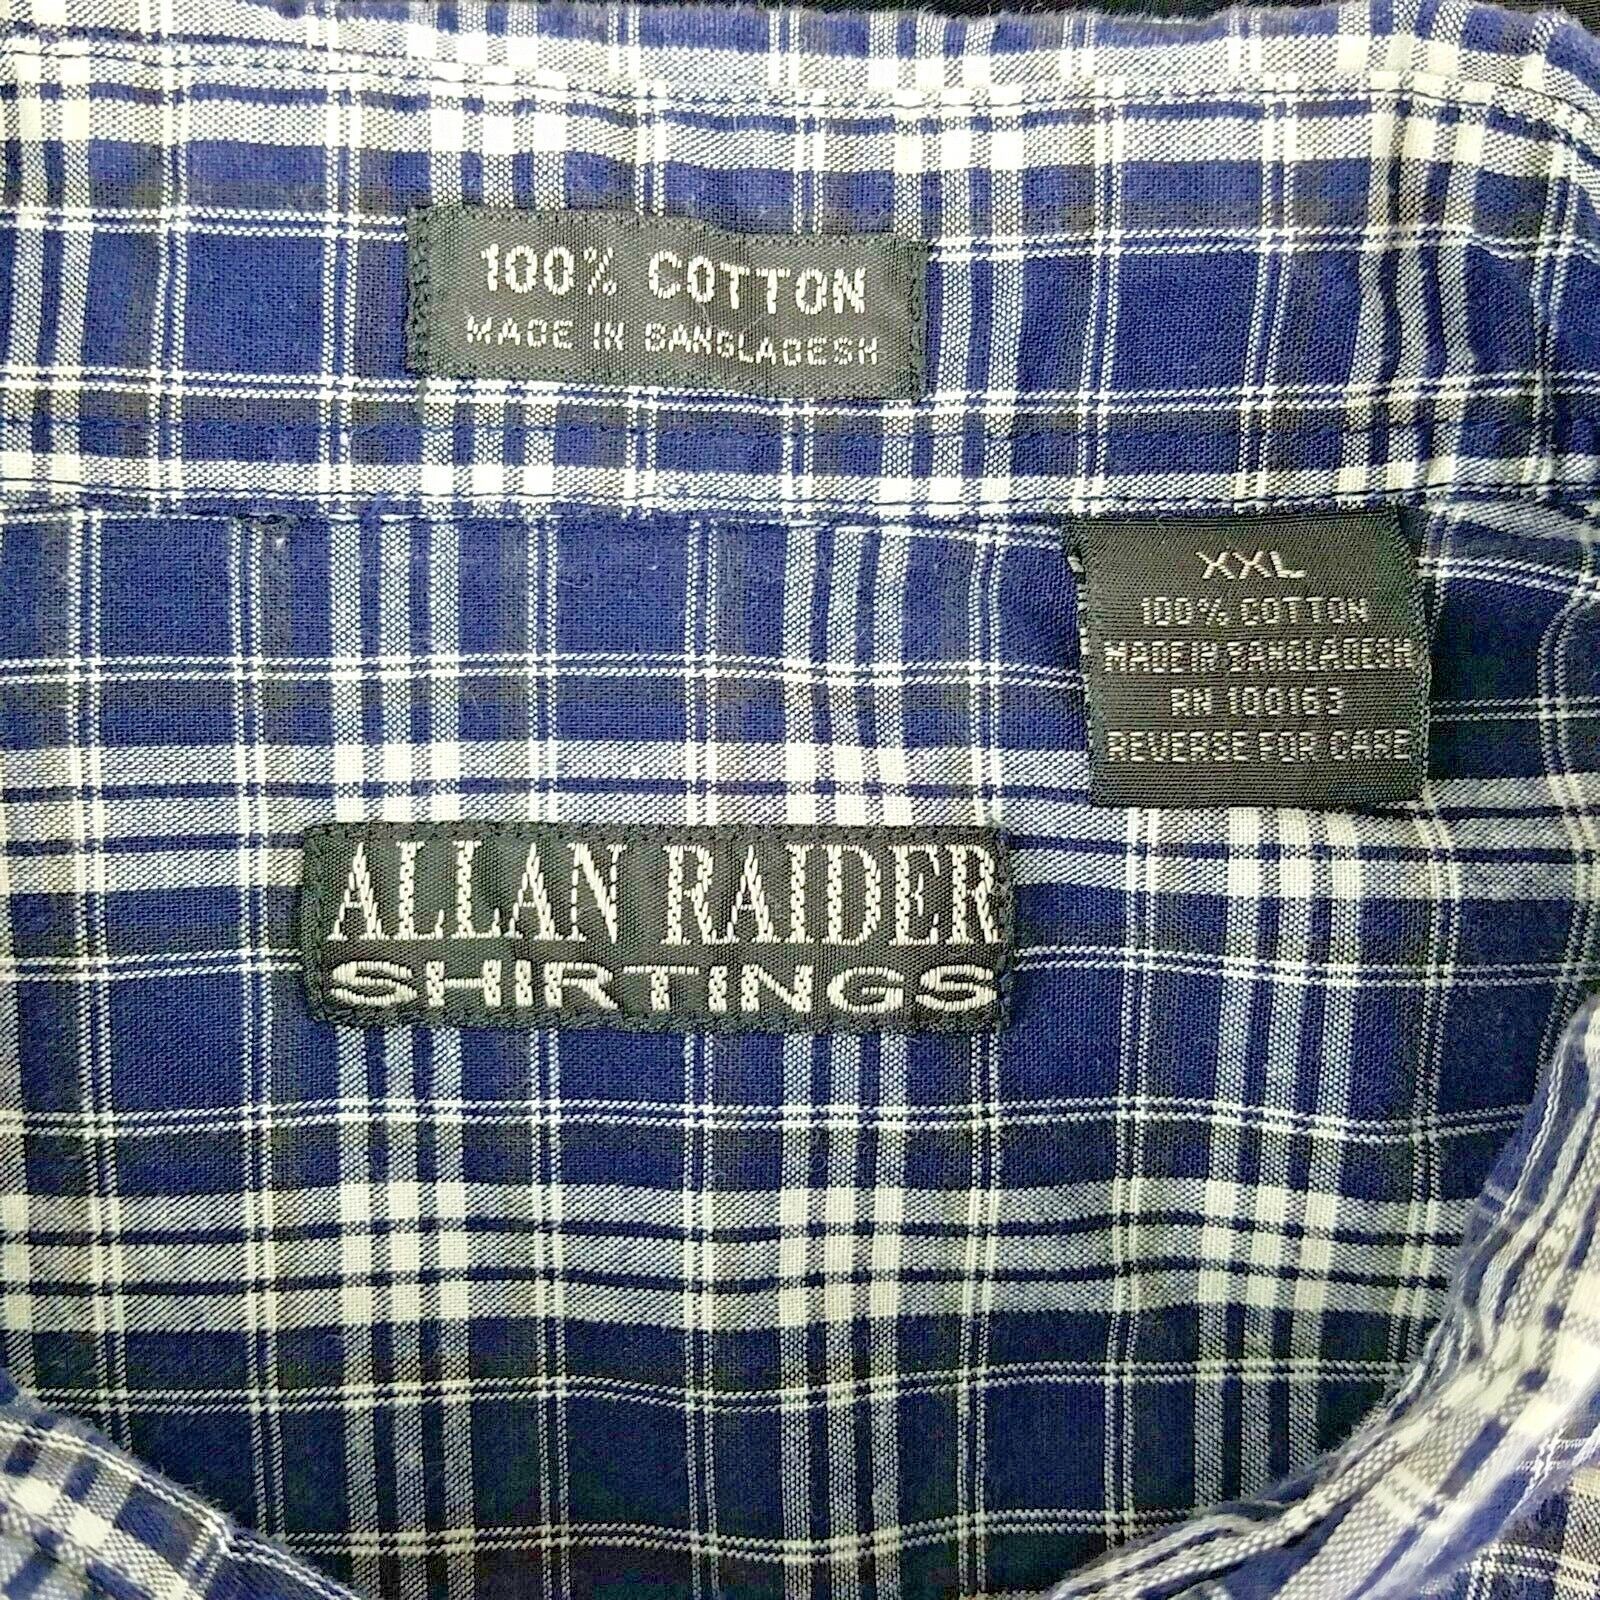 100% COTTON
MADE IN BANGLADESH
XXL
100% COTTON
MADE IN BANGLADESH
RN 100163
REVERSE FOR CARE
ALLAN RAIDER
SHIRTINGS